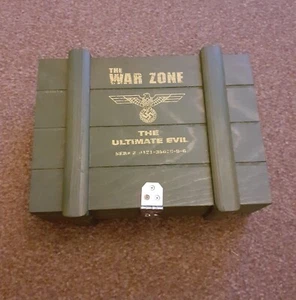 THE
WAR ZONE
THE
ULTIMATE EVIL